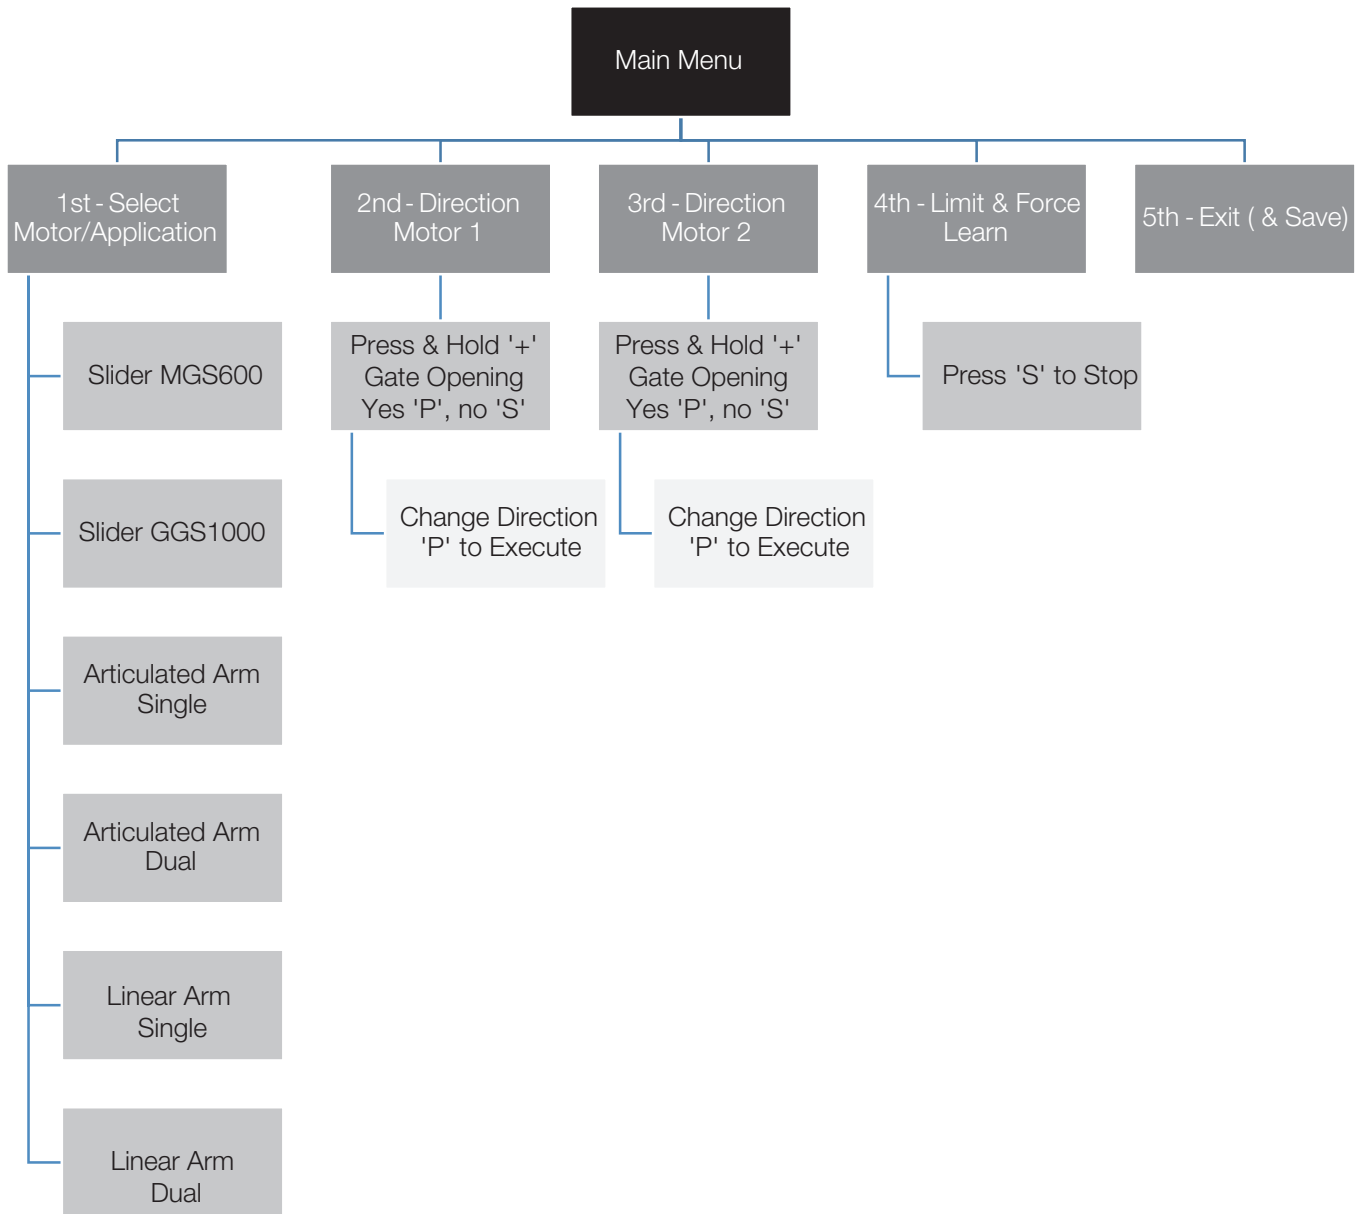 Main Menu
1st - Select
Motor/Application
2nd - Direction
Motor 1
3rd - Direction
Motor 2
4th - Limit & Force
Learn
5th - Exit ( & Save)
Slider MGS600
Slider GGS1000
Articulated Arm
Single
Articulated Arm
Dual
Linear Arm
Single
Linear Arm
Dual
Press & Hold '+'
Gate Opening
Yes 'P', no 'S'
Change Direction
'P' to Execute
Press & Hold '+'
Gate Opening
Yes 'P', no 'S'
Change Direction
'P' to Execute
Press 'S' to Stop